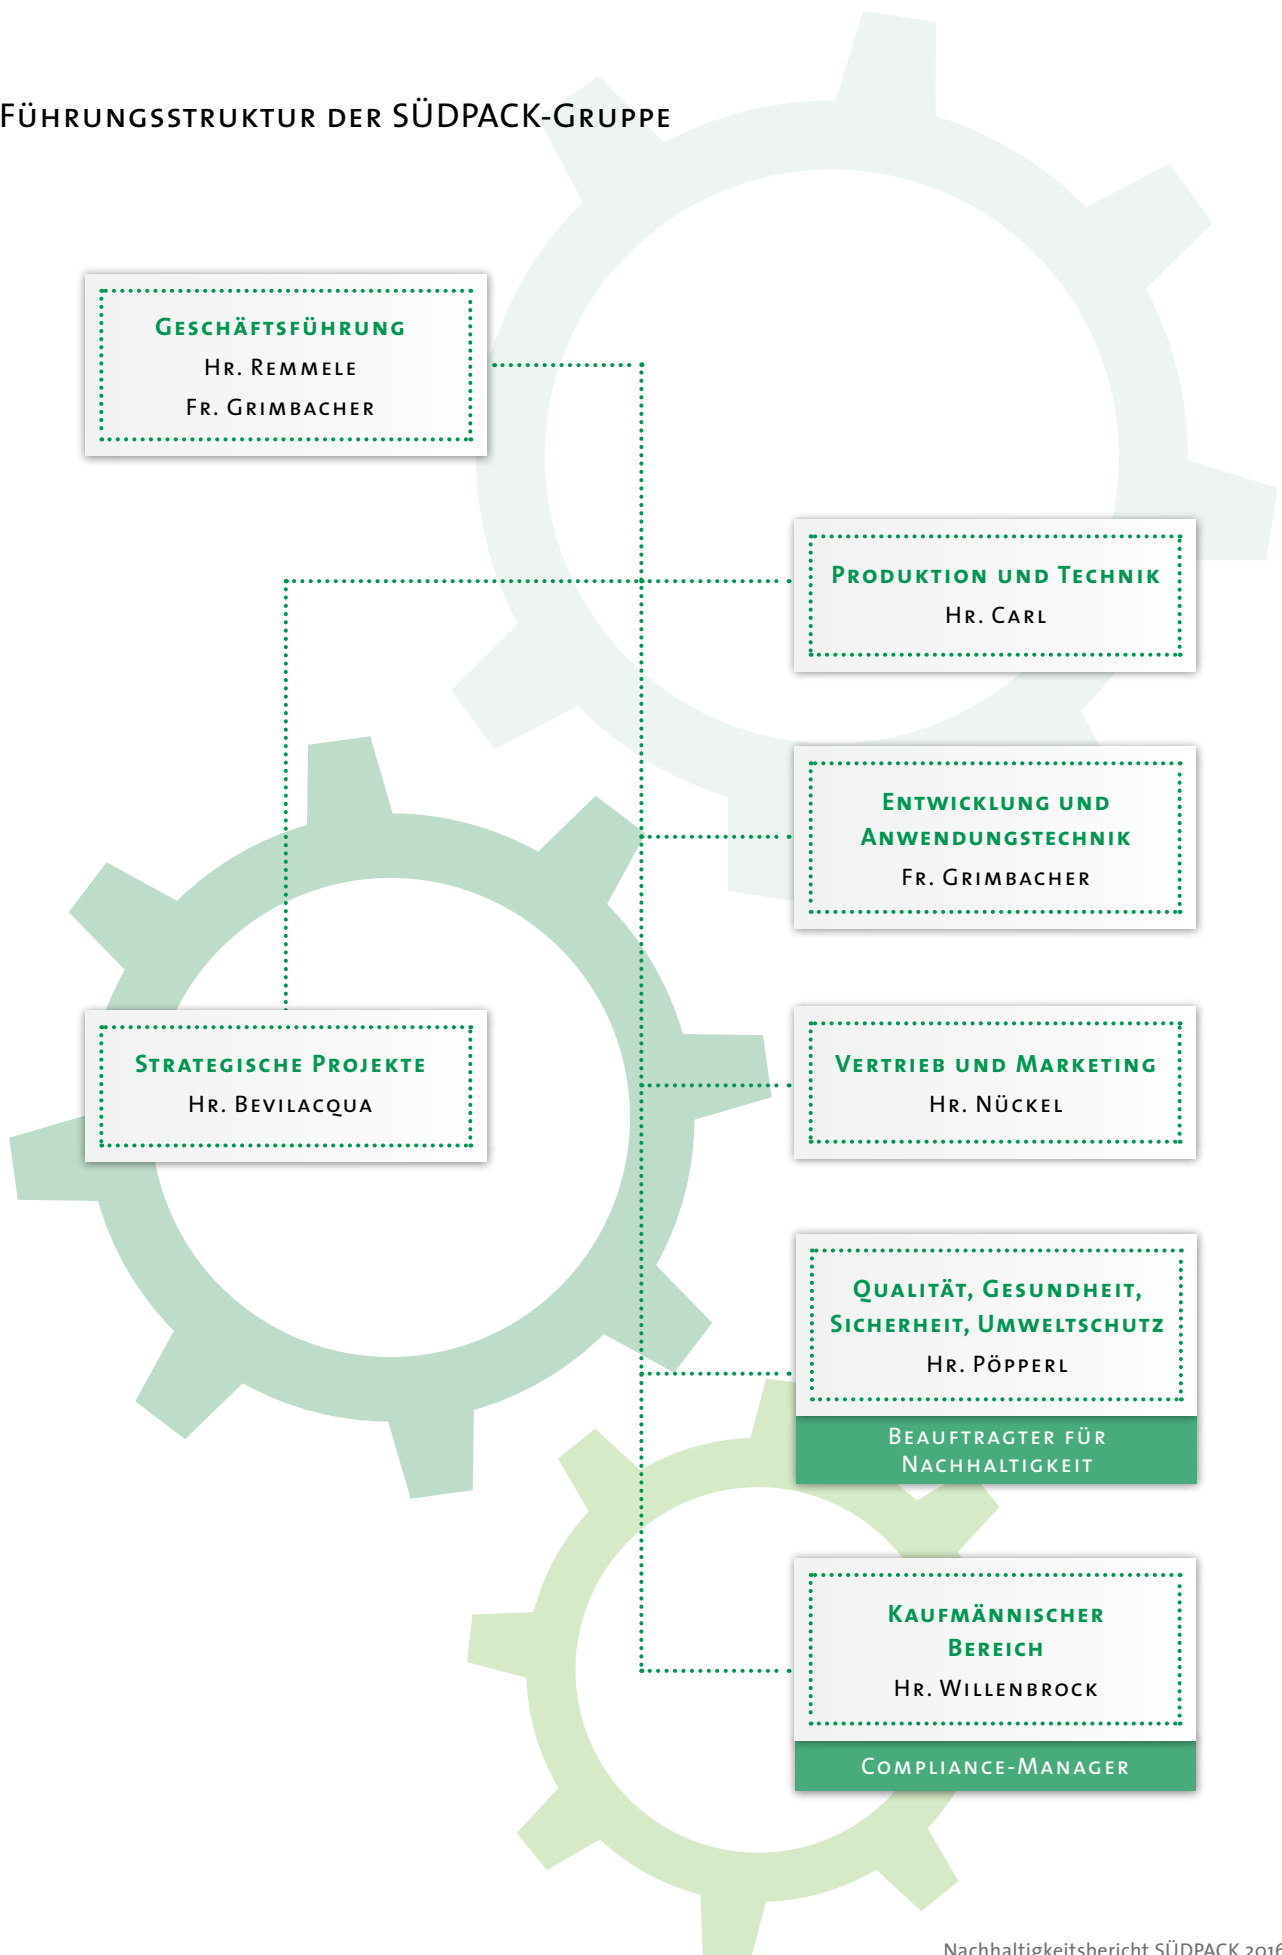 Führungsstruktur der SÜDPACK-Gruppe
Geschäftsführung
Hr. Remmele
Fr. Grimbacher
Produktion und Technik
Hr. Carl
Entwicklung und
Anwendungstechnik
Fr. Grimbacher
Strategische Projekte
Hr. Bevilacqua
Vertrieb und Marketing
Hr. Nückel
Qualität, Gesundheit,
Sicherheit, Umweltschutz
Hr. Pöpperl
Beauftragter für
Nachhaltigkeit
Kaufmännischer
Bereich
Hr. Willenbrock
Compliance-Manager
Nachhaltigkeitsbericht SÜDPACK 2016